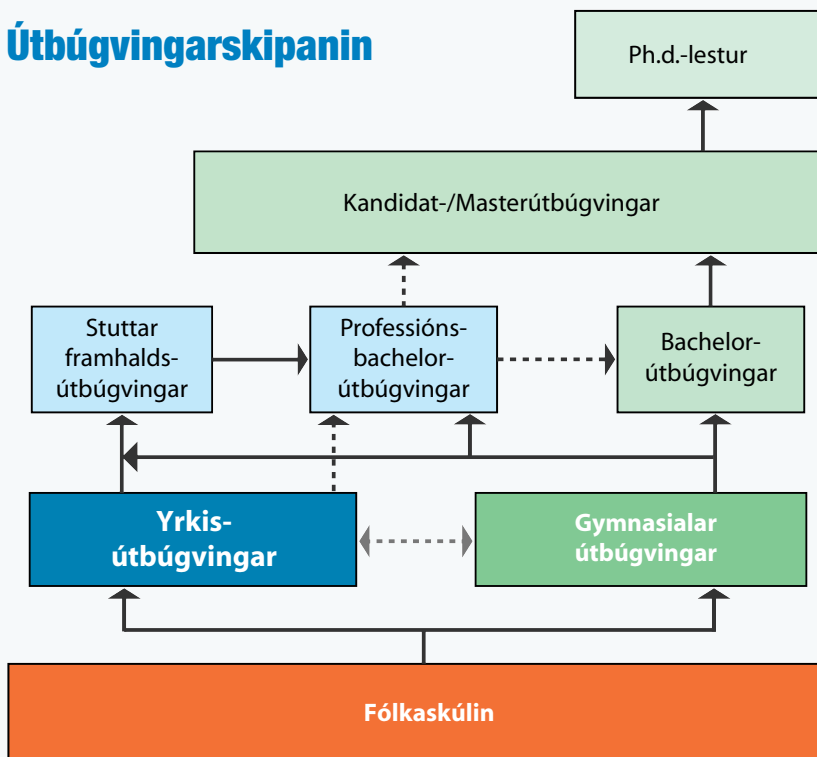 Útbúgvingarskipanin
Ph.d.-lestur
Kandidat-/Masterútbúgvingar
Stuttar
framhalds-
útbúgvingar
Professións-
bachelor-
útbúgvingar
Bachelor-
útbúgvingar
Yrkis-
útbúgvingar
Gymnasialar
útbúgvingar
Fólkaskúlin